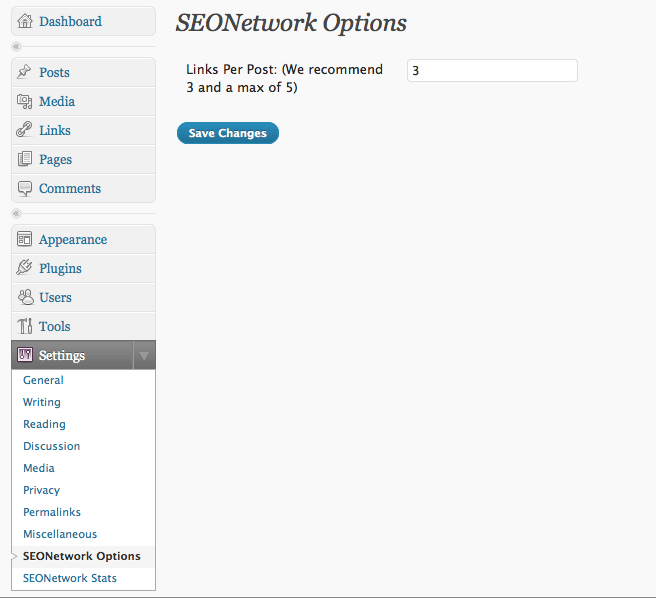 Dashboard
Posts
Media
Links
Pages
Comments
Appearance
Plugins
Users
Tools
Settings
General
Writing
Reading
Discussion
Media
Privacy
Permalinks
Miscellaneous
SEONetwork Options
SEONetwork Stats
SEONetwork Options
Links Per Post: (We recommend
3 and a max of 5)
3
Save Changes